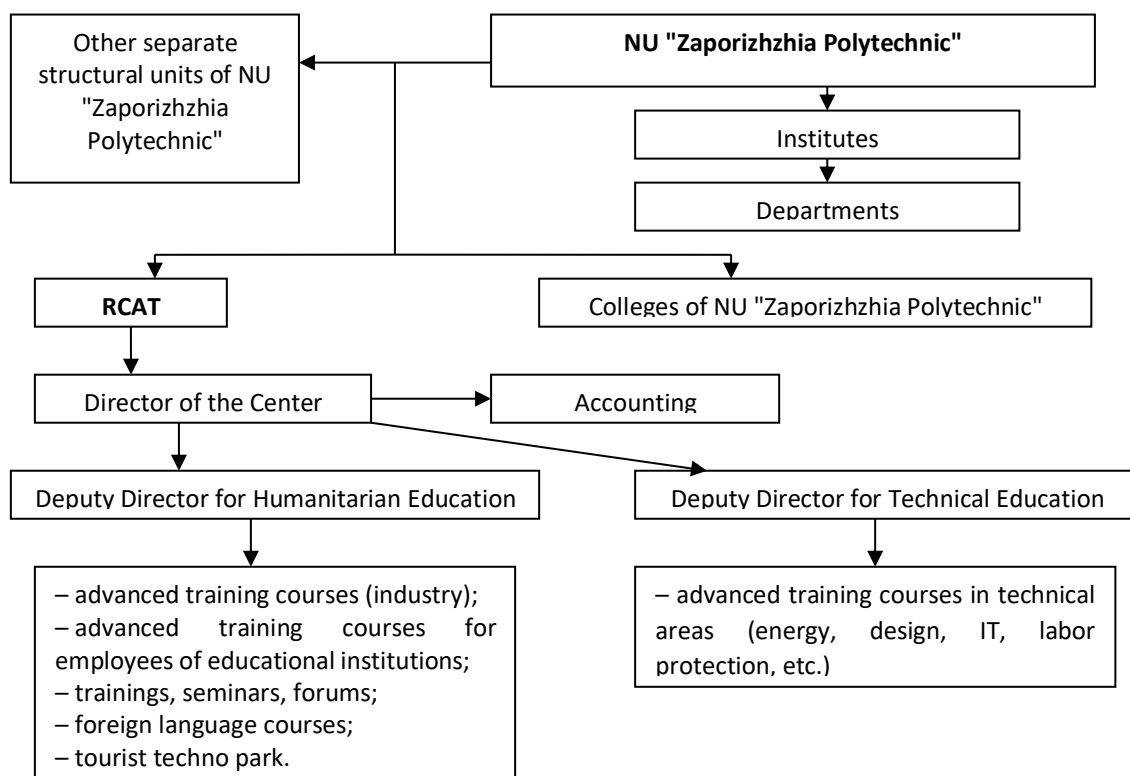 Other separate
structural units of NU
"Zaporizhzhia
Polytechnic"
NU "Zaporizhzhia Polytechnic"
Institutes
Departments
RCAT
Colleges of NU "Zaporizhzhia Polytechnic"
Director of the Center
Accounting
Deputy Director for Humanitarian Education
Deputy Director for Technical Education
– advanced training courses (industry);
– advanced training courses for
employees of educational institutions;
– trainings, seminars, forums;
– foreign language courses;
– tourist techno park.
– advanced training courses in technical
areas (energy, design, IT, labor
protection, etc.)